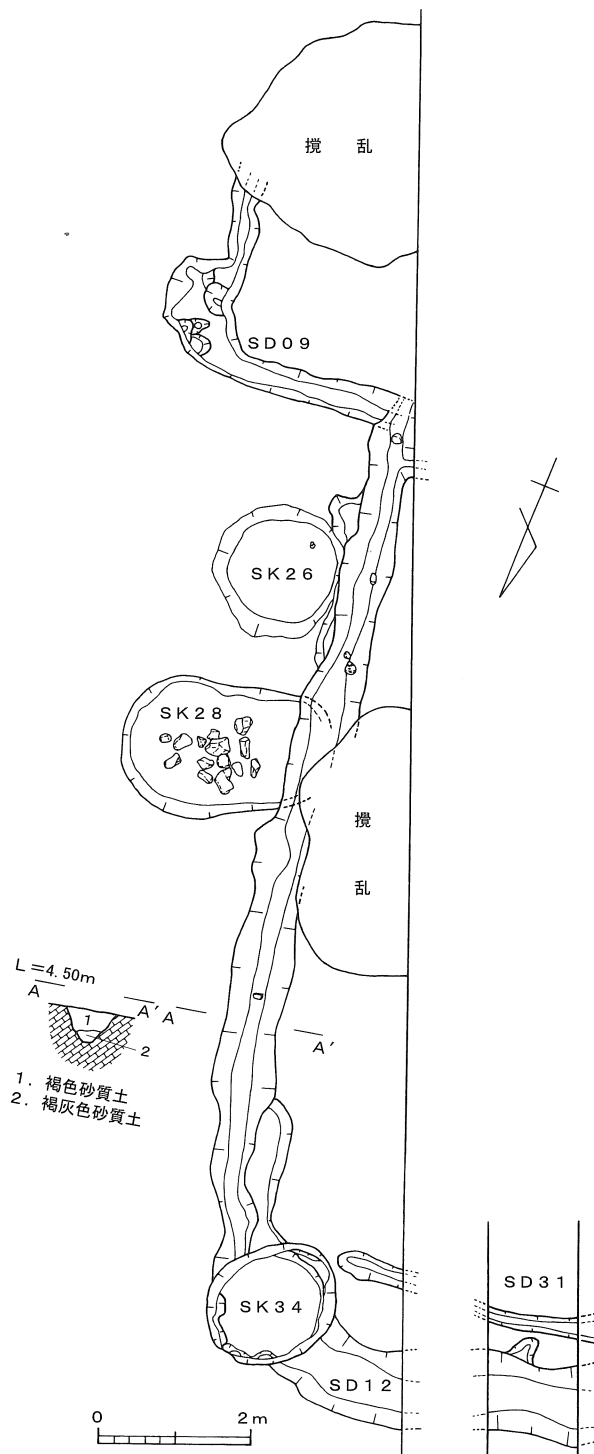 攪 乱
SD09
SK26
SK28
攪
乱
L=4.50m
A
A'
A
A'
1
2
1. 褐色砂質土
2. 褐灰色砂質土
SD31
SK34
SD12
0
2m